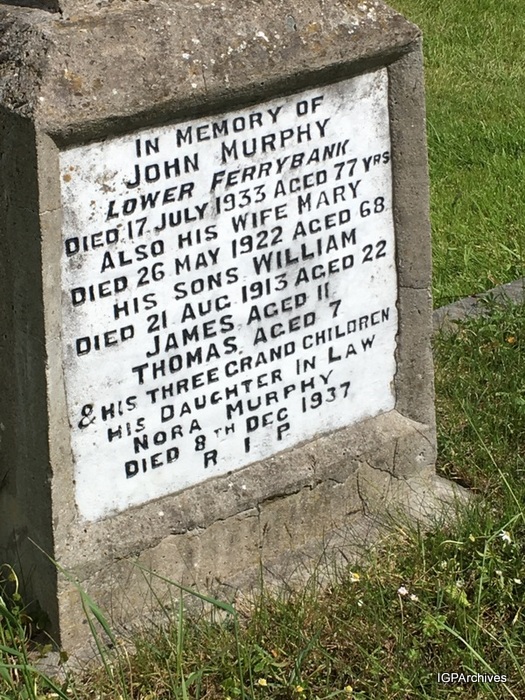 IN MEMORY OF
JOHN MURPHY
LOWER FERRYBANK
DIED 17 JULY 1933 AGED 77 YRS
ALSO HIS WIFE MARY
DIED 26 MAY 1922 AGED 68
HIS SONS WILLIAM
DIED 21 AUG 1913 AGED 22
JAMES AGED 11
THOMAS AGED 7
& HIS THREE GRAND CHILDREN
HIS DAUGHTER IN LAW
NORA MURPHY
DIED 8TH DEC 1937
R I P
IGPArchives